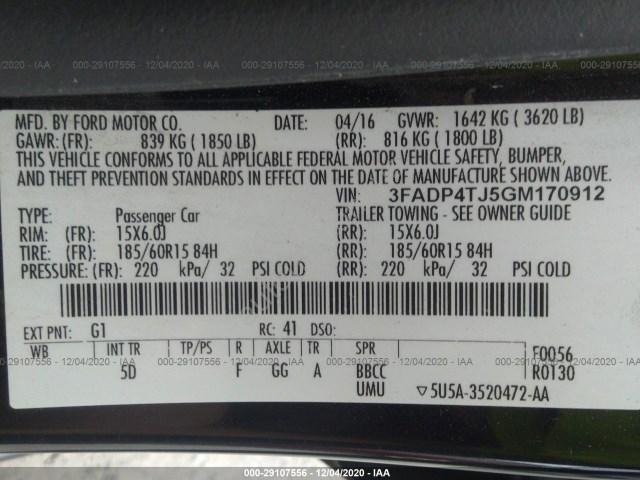 000-29107556 - 12/04/2020 - IAA
MFD. BY FORD MOTOR CO. DATE: 04/16 GVWR: 1642 KG ( 3620 LB)
GAWR: (FR): 839 KG ( 1850 LB) (RR): 816 KG ( 1800 LB)
THIS VEHICLE CONFORMS TO ALL APPLICABLE FEDERAL MOTOR VEHICLE SAFETY, BUMPER,
AND THEFT PREVENTION STANDARDS IN EFFECT ON THE DATE OF MANUFACTURE SHOWN ABOVE.
VIN: 3FADP4TJ5GM170912
TYPE: Passenger Car TRAILER TOWING - SEE OWNER GUIDE
RIM: (FR): 15X6.0J (RR): 15X6.0J
TIRE: (FR): 185/60R15 84H (RR): 185/60R15 84H
PRESSURE: (FR): 220 kPa/ 32 PSI COLD (RR): 220 kPa/ 32 PSI COLD
EXT PNT: G1 RC: 41 DSO:
WB INT TR TP/PS R AXLE TR SPR F0056
5D F GG A BBCC R0130
UMU ▽5U5A-3520472-AA
000-29107556 - 12/04/2020 - IAA